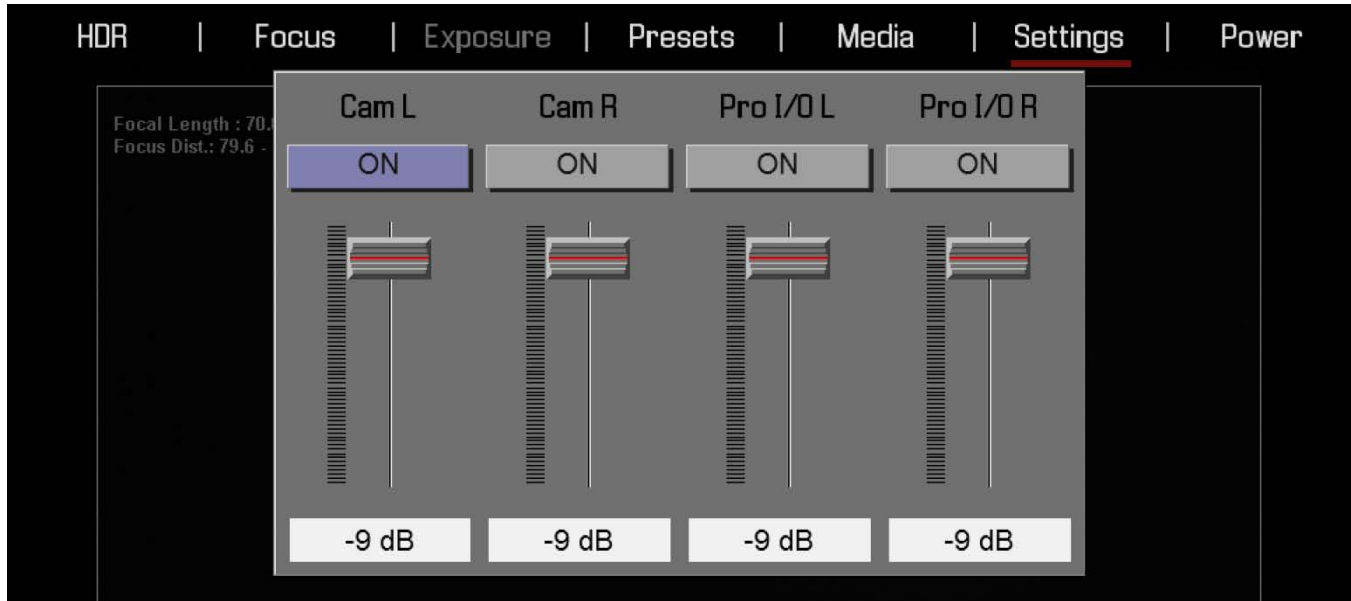 HDR | Focus | Exposure | Presets | Media | Settings | Power
Focal Length : 70.
Focus Dist.: 79.6 -
Cam L Cam R Pro I/O L Pro I/O R
ON ON ON ON
-9 dB -9 dB -9 dB -9 dB